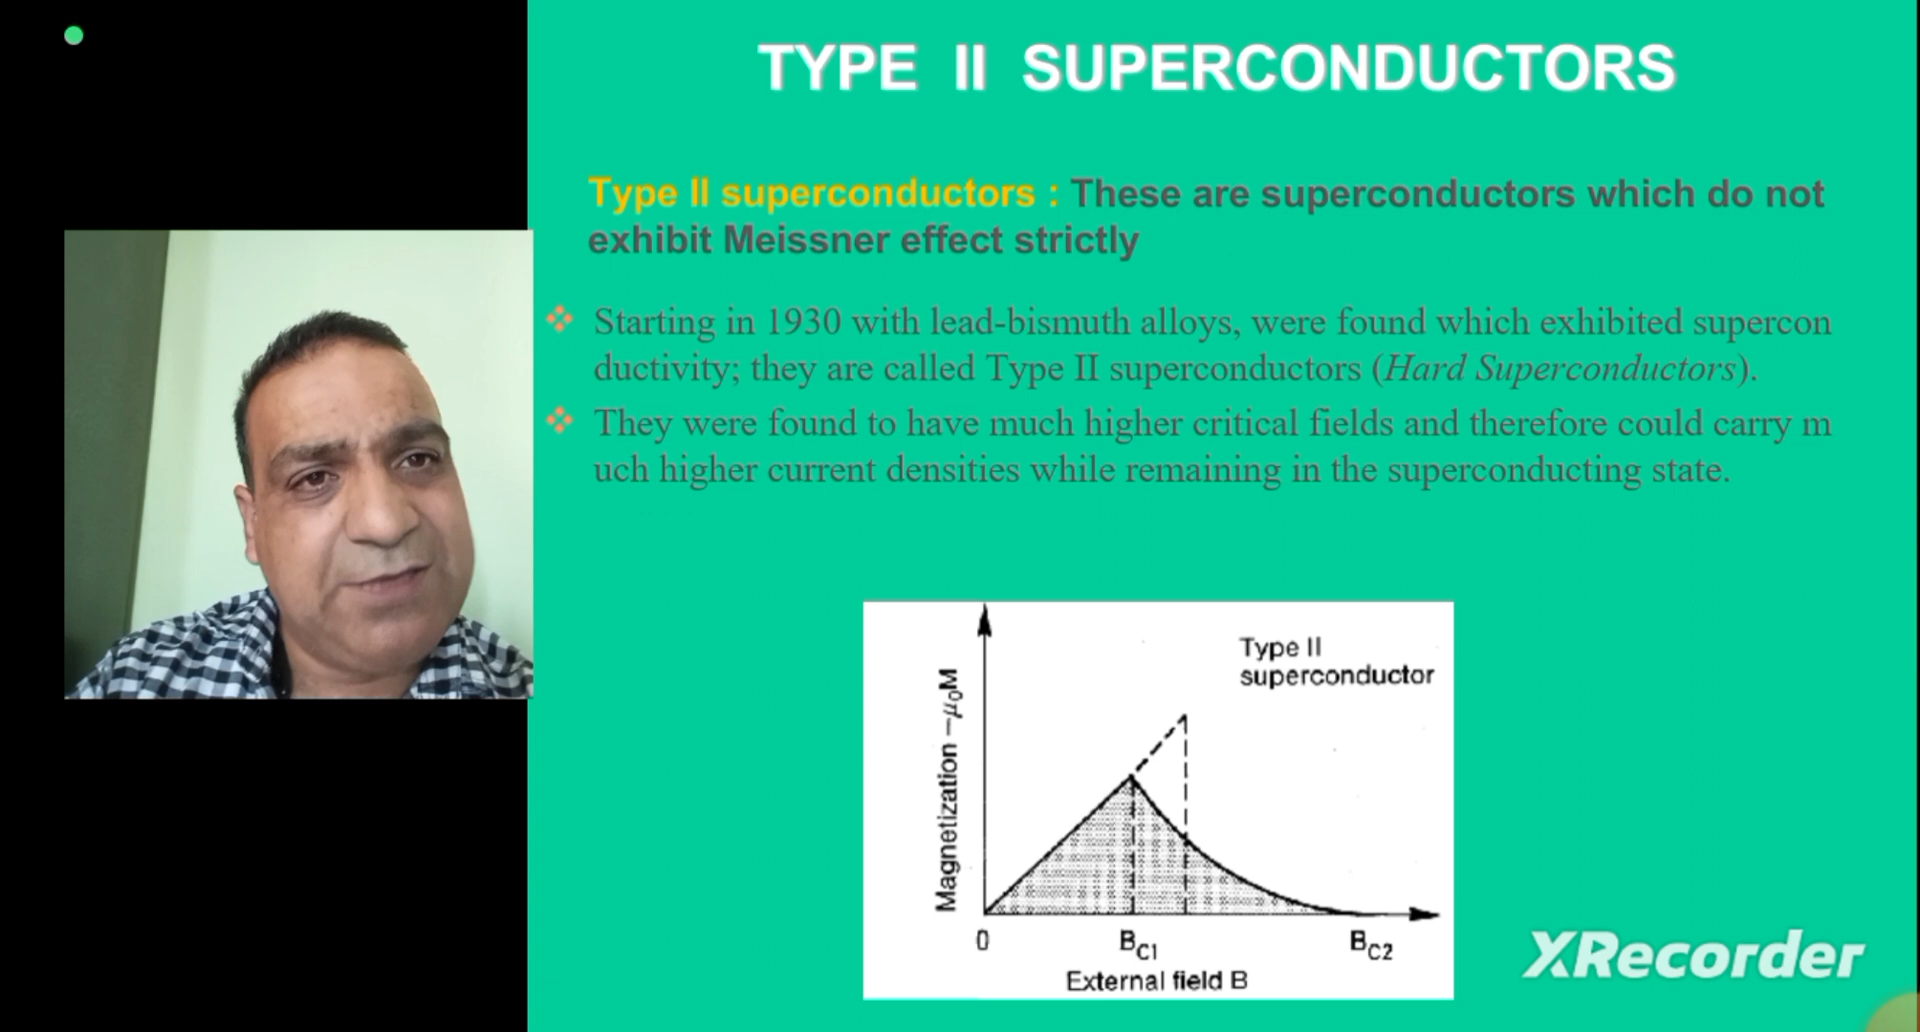 TYPE II SUPERCONDUCTORS
Type II superconductors : These are superconductors which do not
exhibit Meissner effect strictly
Starting in 1930 with lead-bismuth alloys, were found which exhibited supercon
ductivity; they are called Type II superconductors (Hard Superconductors).
They were found to have much higher critical fields and therefore could carry m
uch higher current densities while remaining in the superconducting state.
Type II
superconductor
Magnetization –μ₀M
0
BC1
BC2
External field B
XRecorder